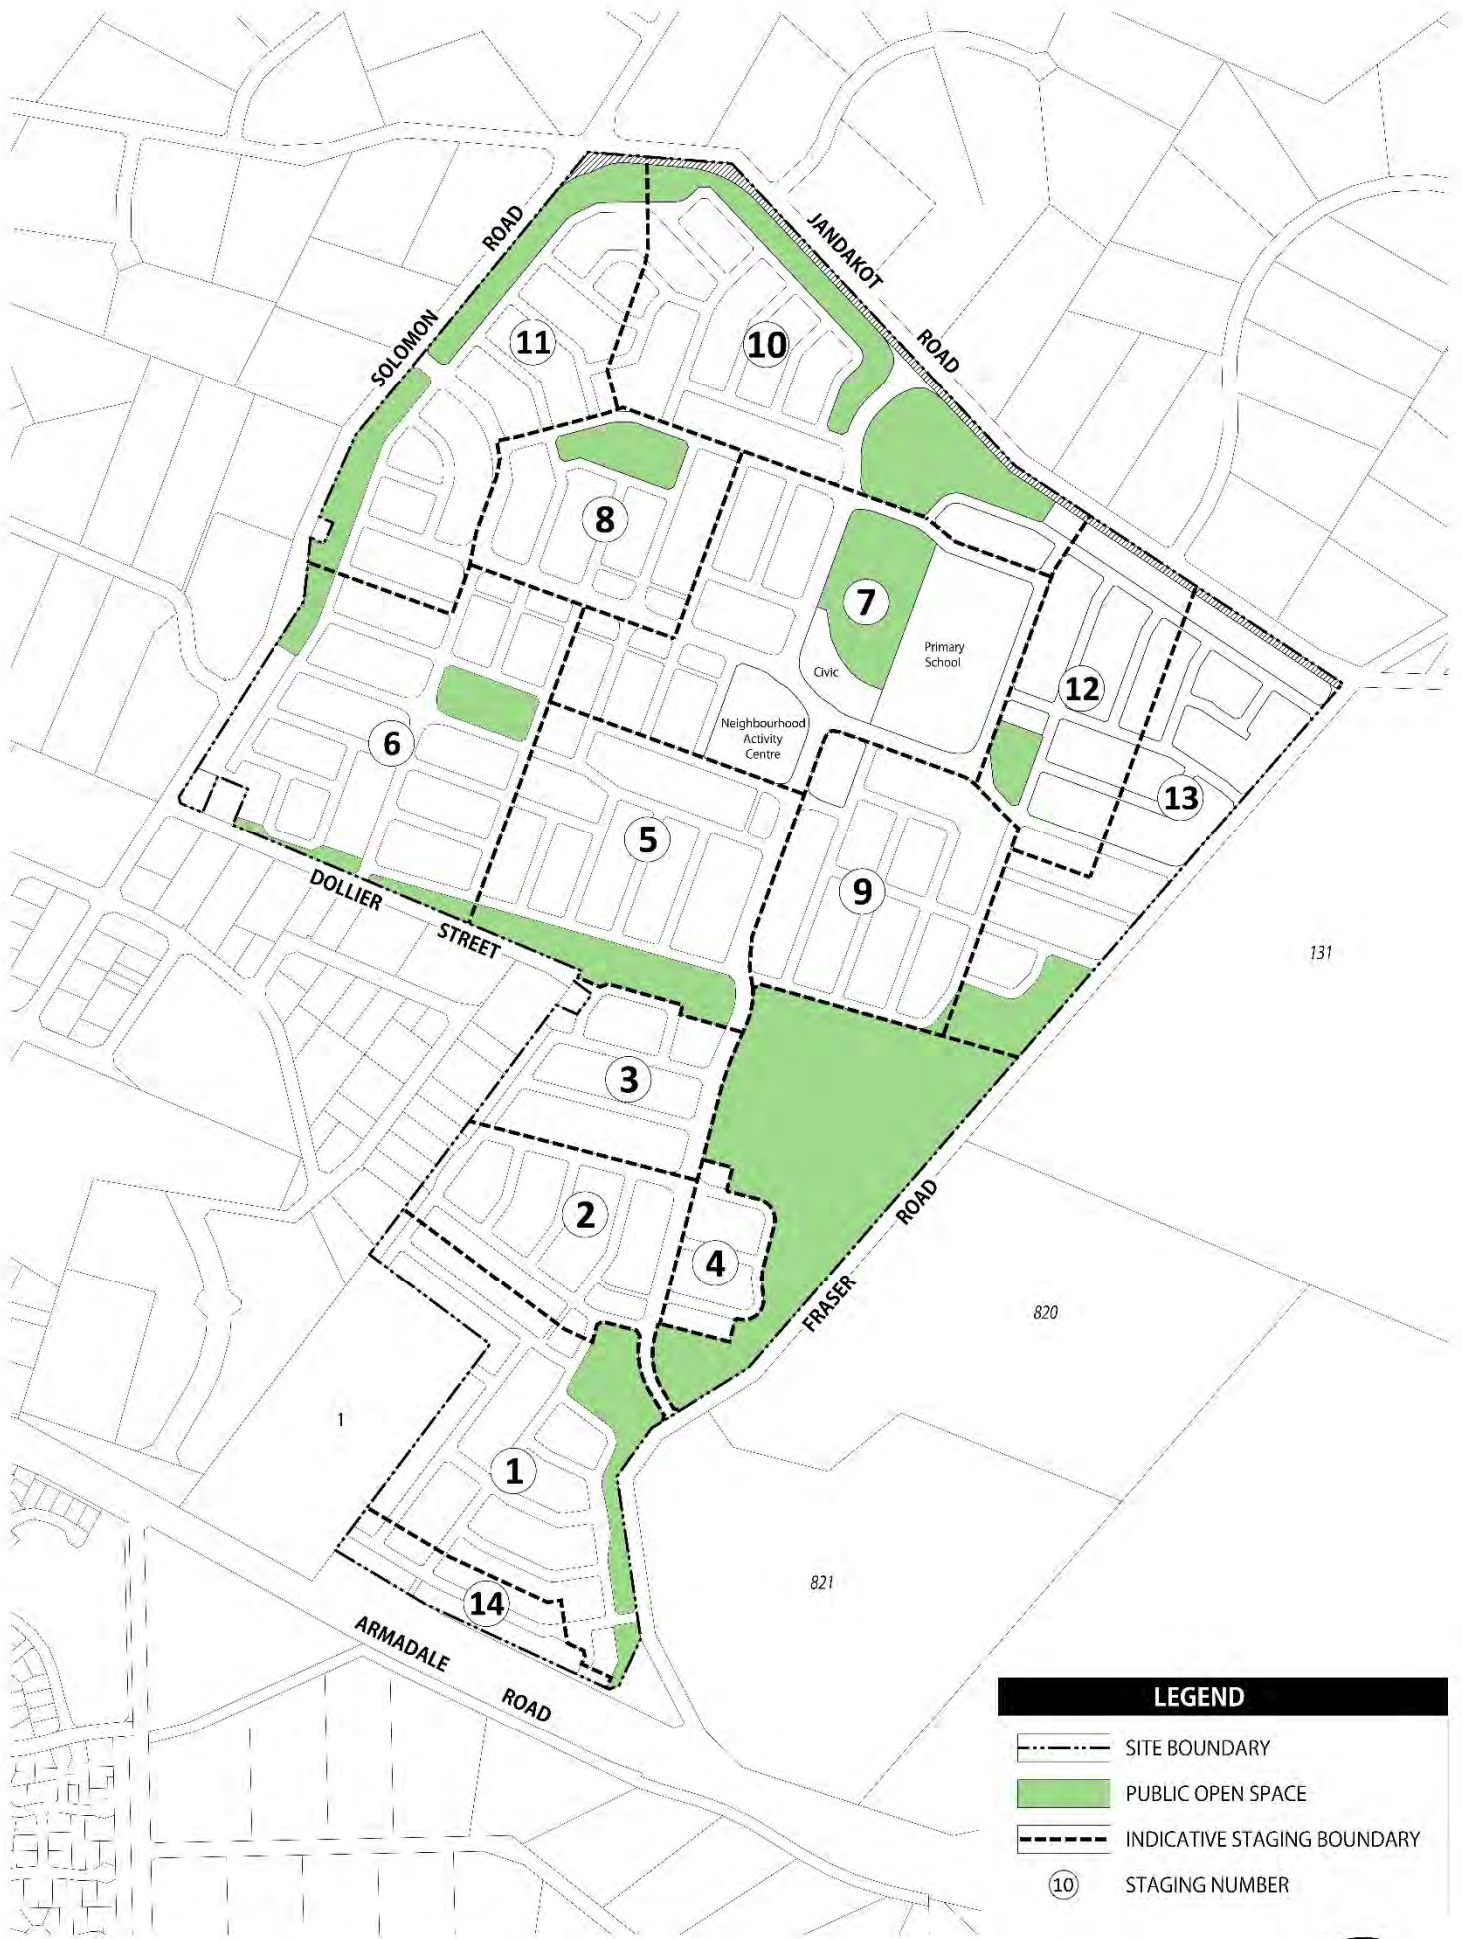 SOLOMON
ROAD
JANDAKOT
ROAD
11
10
8
7
Primary
School
Civic
12
Neighbourhood
Activity
Centre
6
13
5
9
DOLLIER
STREET
131
3
2
4
FRASER
ROAD
820
1
1
821
14
ARMADALE
ROAD
LEGEND
SITE BOUNDARY
PUBLIC OPEN SPACE
INDICATIVE STAGING BOUNDARY
10 STAGING NUMBER